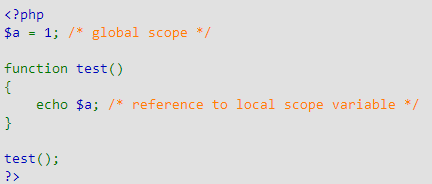 <?php
$a = 1; /* global scope */
function test()
{
echo $a; /* reference to local scope variable */
}
test();
?>